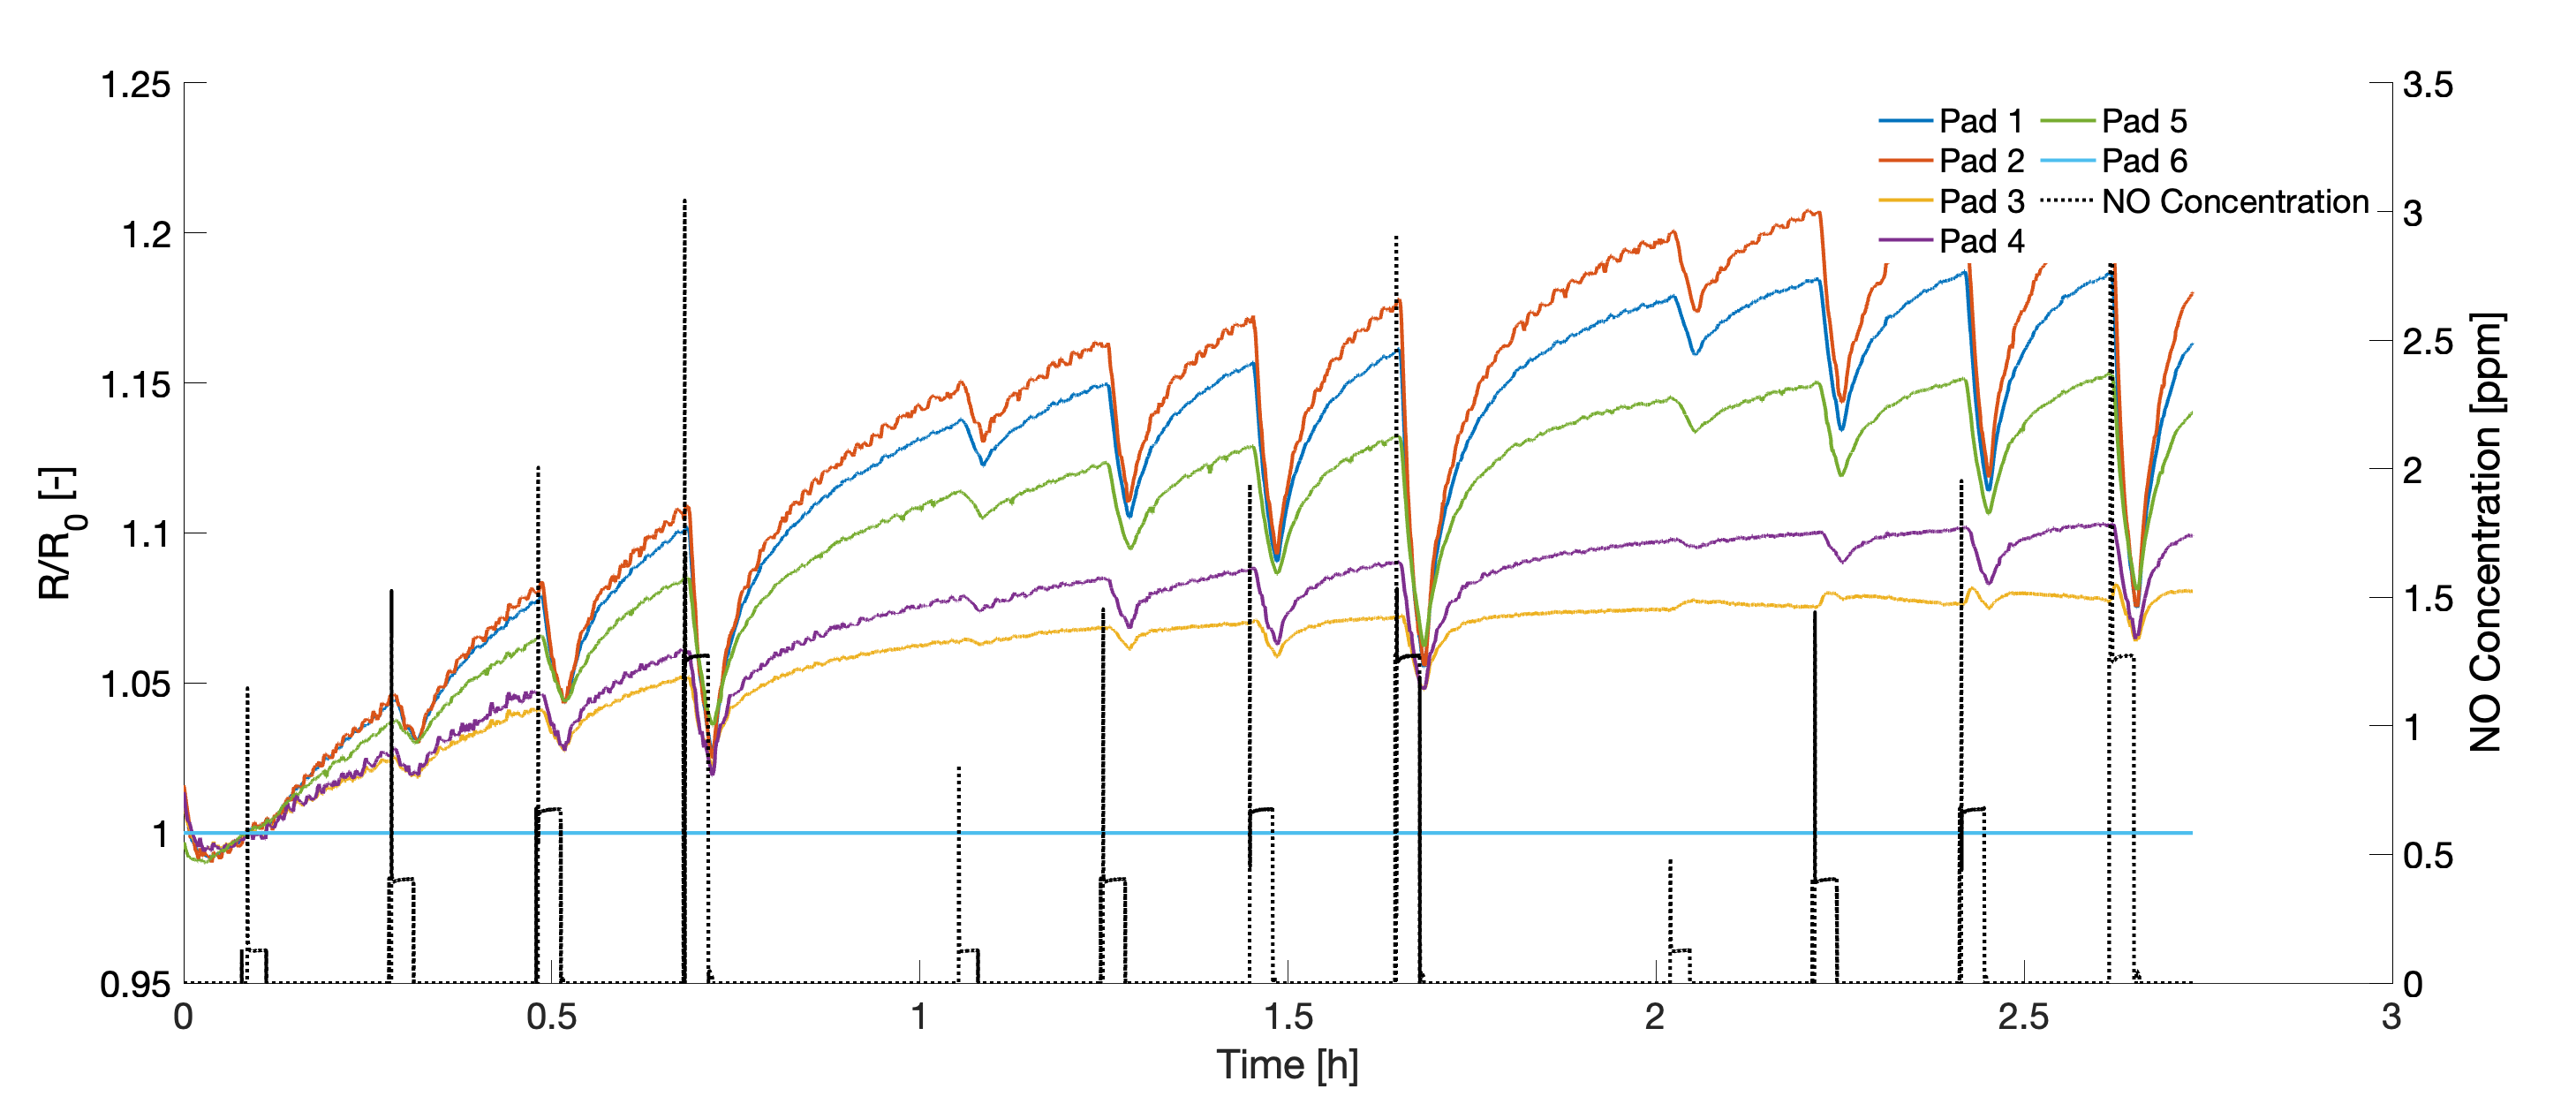 1.25
1.2
1.15
1.1
1.05
1
0.95
R/R0 [-]
3.5
3
2.5
2
1.5
1
0.5
0
NO Concentration [ppm]
Pad 1
Pad 2
Pad 3
Pad 4
Pad 5
Pad 6
NO Concentration
0 0.5 1 1.5 2 2.5 3
Time [h]